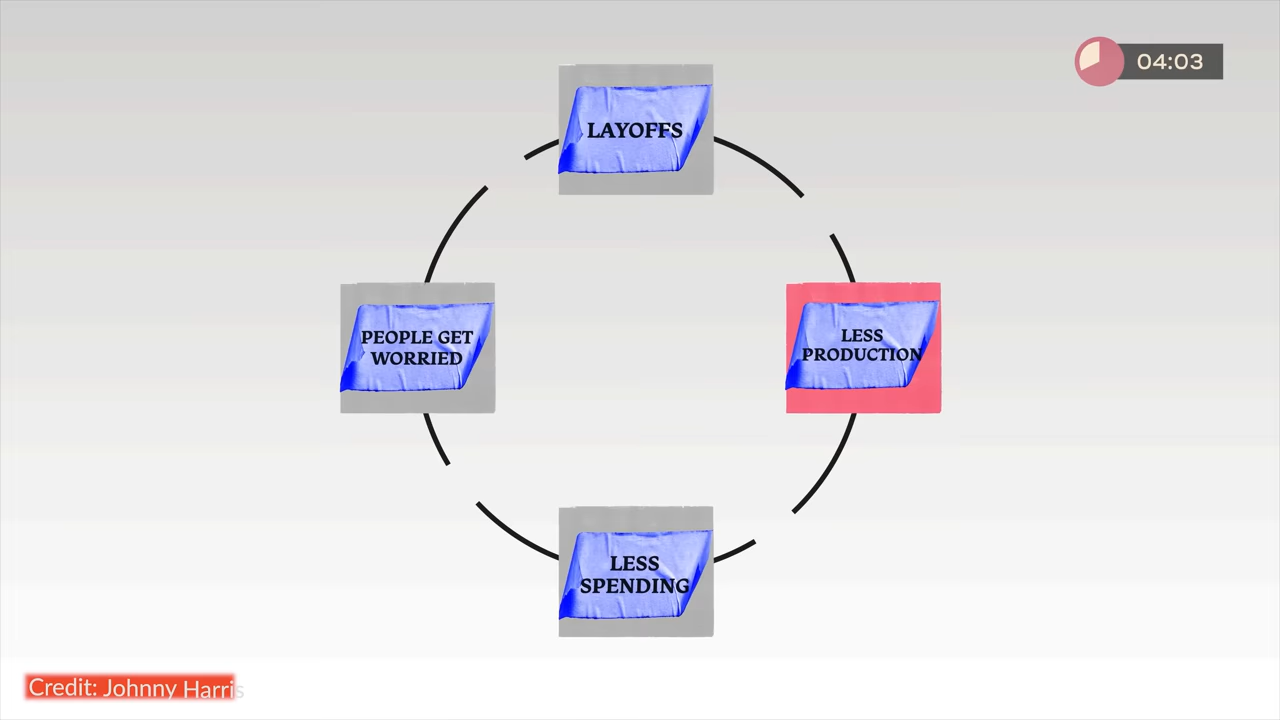 04:03
LAYOFFS
PEOPLE GET
WORRIED
LESS
PRODUCTION
LESS
SPENDING
Credit: Johnny Harris